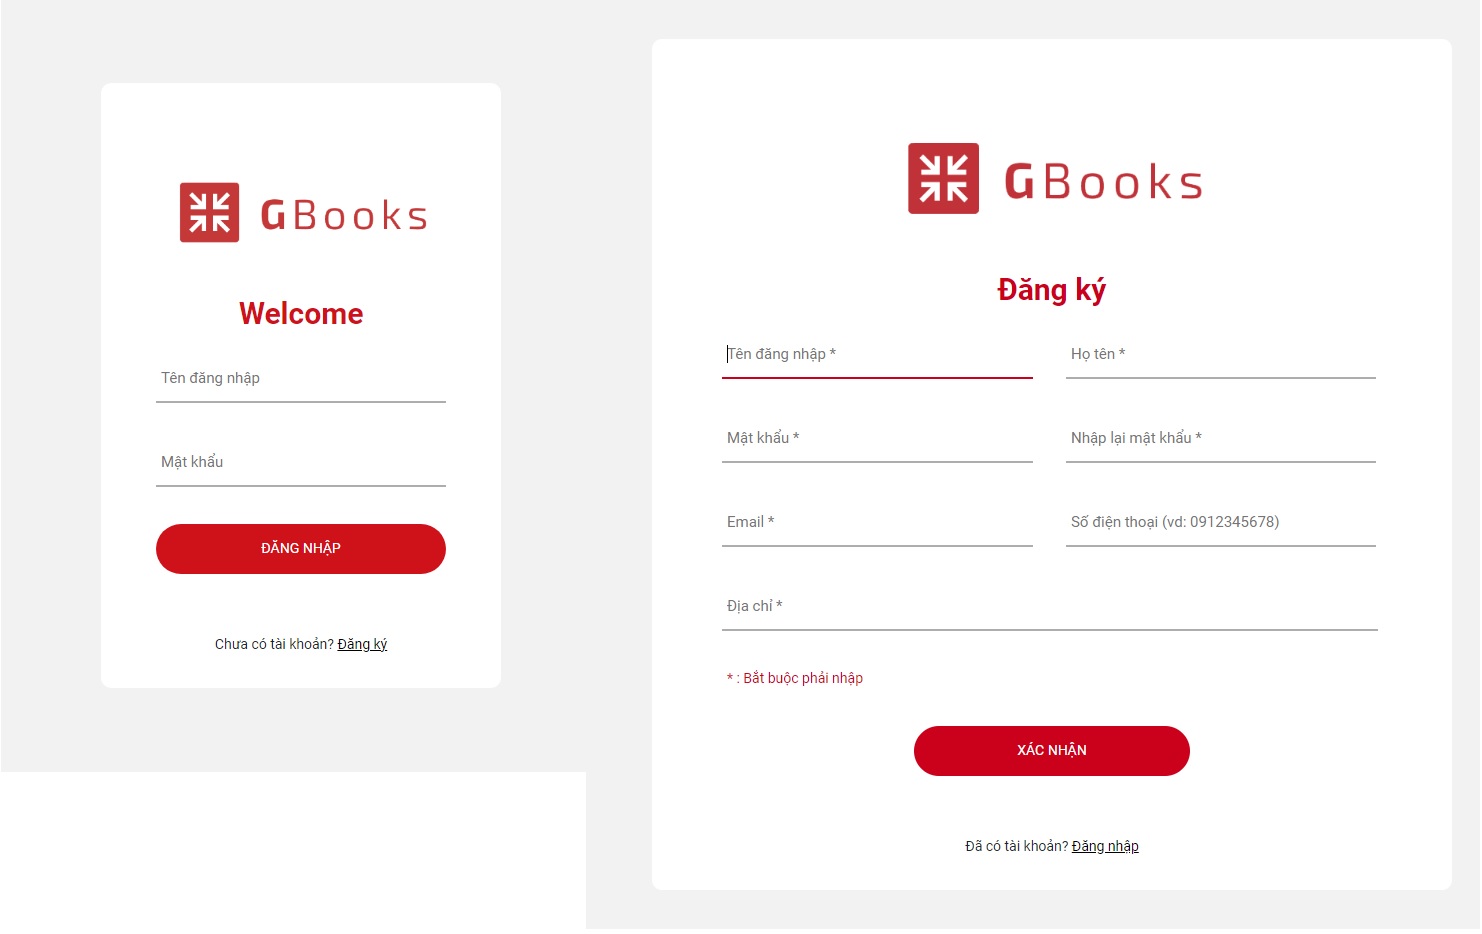 GBooks
Welcome
Tên đăng nhập
Mật khẩu
ĐĂNG NHẬP
Chưa có tài khoản? Đăng ký
GBooks
Đăng ký
Tên đăng nhập *
Họ tên *
Mật khẩu *
Nhập lại mật khẩu *
Email *
Số điện thoại (vd: 0912345678)
Địa chỉ *
* : Bắt buộc phải nhập
XÁC NHẬN
Đã có tài khoản? Đăng nhập